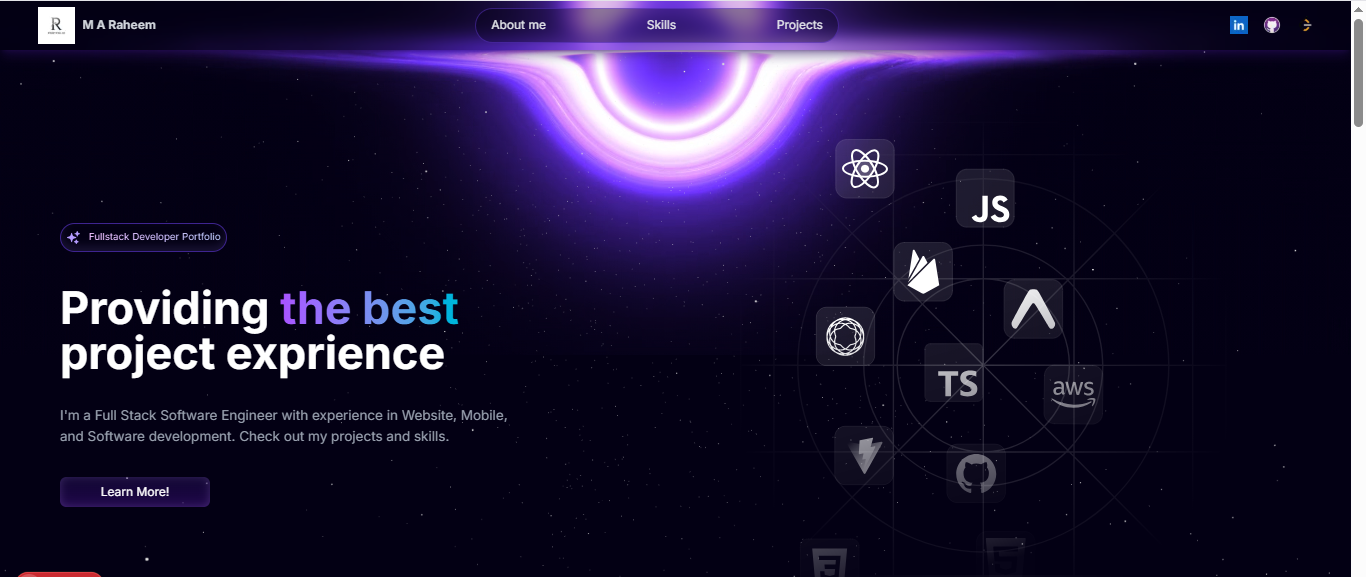 R
M A Raheem
About me
Skills
Projects
in
Fullstack Developer Portfolio
Providing the best
project exprience
I'm a Full Stack Software Engineer with experience in Website, Mobile,
and Software development. Check out my projects and skills.
Learn More!
JS
TS
aws